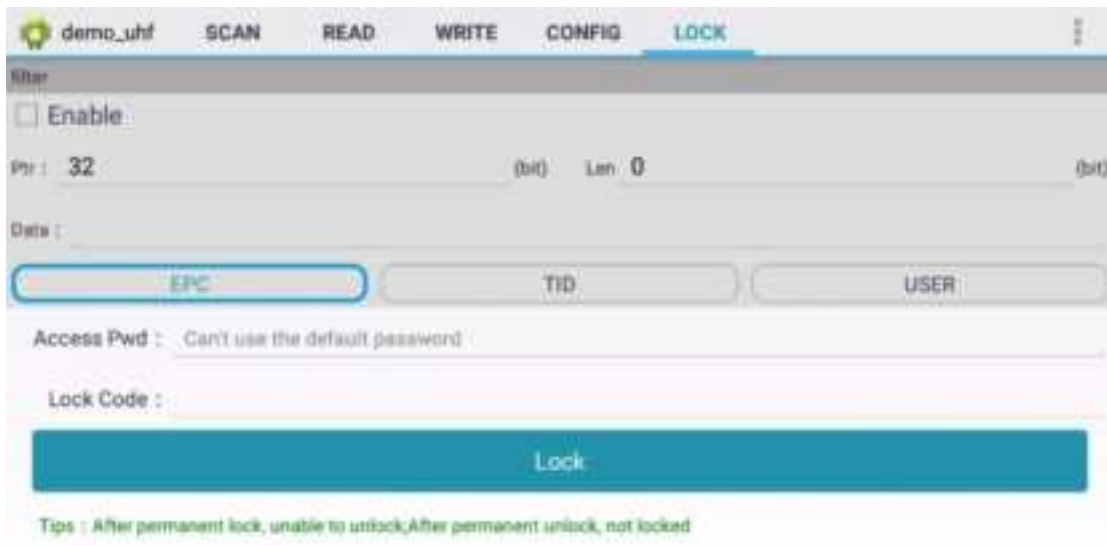 demo_uhf SCAN READ WRITE CONFIG LOCK
filter
Enable
Ptr : 32 (bit) Len 0 (bit)
Data :
EPC TID USER
Access Pwd : Can't use the default password
Lock Code :
Lock
Tips : After permanent lock, unable to unlock,After permanent unlock, not locked